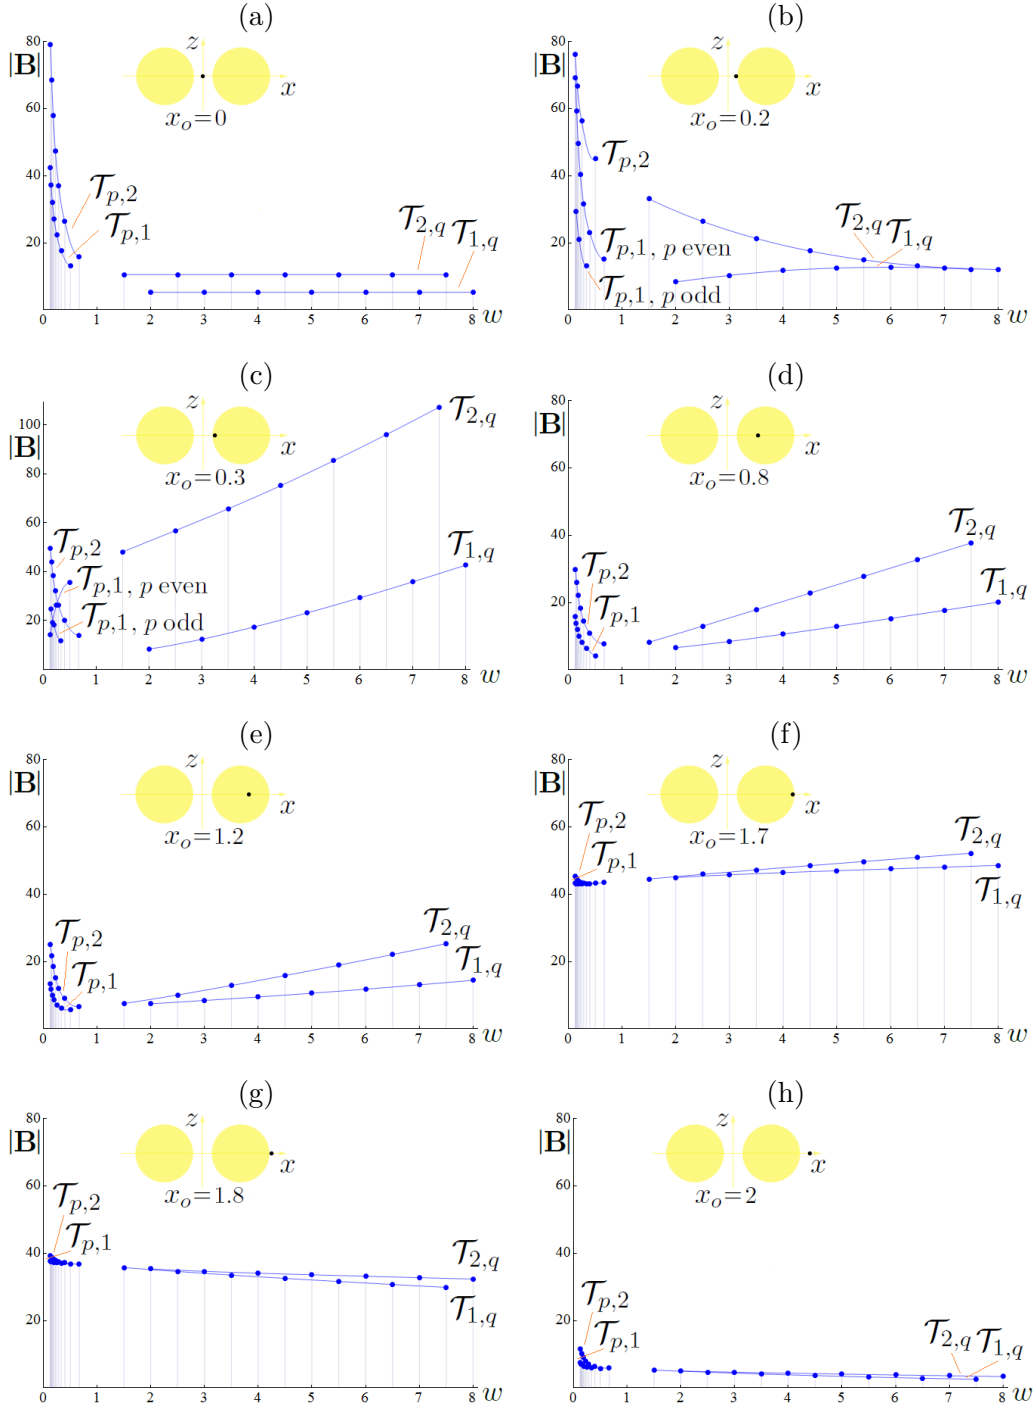 (a)
80
|B|
60
40
20
0 1 2 3 4 5 6 7 8 w
z
x
x_o=0
𝒯_{p,2}
𝒯_{p,1}
𝒯_{2,q} 𝒯_{1,q}
(b)
80
|B|
60
40
20
0 1 2 3 4 5 6 7 8 w
z
x
x_o=0.2
𝒯_{p,2}
𝒯_{p,1}, p even
𝒯_{p,1}, p odd
𝒯_{2,q} 𝒯_{1,q}
(c)
100
|B|
80
60
40
20
0 1 2 3 4 5 6 7 8 w
z
x
x_o=0.3
𝒯_{2,q}
𝒯_{p,2}
𝒯_{p,1}, p even
𝒯_{p,1}, p odd
𝒯_{1,q}
(d)
80
|B|
60
40
20
0 1 2 3 4 5 6 7 8 w
z
x
x_o=0.8
𝒯_{2,q}
𝒯_{p,2}
𝒯_{p,1}
𝒯_{1,q}
(e)
80
|B|
60
40
20
0 1 2 3 4 5 6 7 8 w
z
x
x_o=1.2
𝒯_{p,2}
𝒯_{p,1}
𝒯_{2,q}
𝒯_{1,q}
(f)
80
|B|
60
40
20
0 1 2 3 4 5 6 7 8 w
z
x
x_o=1.7
𝒯_{p,2}
𝒯_{p,1}
𝒯_{2,q}
𝒯_{1,q}
(g)
80
|B|
60
40
20
0 1 2 3 4 5 6 7 8 w
z
x
x_o=1.8
𝒯_{p,2}
𝒯_{p,1}
𝒯_{2,q}
𝒯_{1,q}
(h)
80
|B|
60
40
20
0 1 2 3 4 5 6 7 8 w
z
x
x_o=2
𝒯_{p,2}
𝒯_{p,1}
𝒯_{2,q} 𝒯_{1,q}